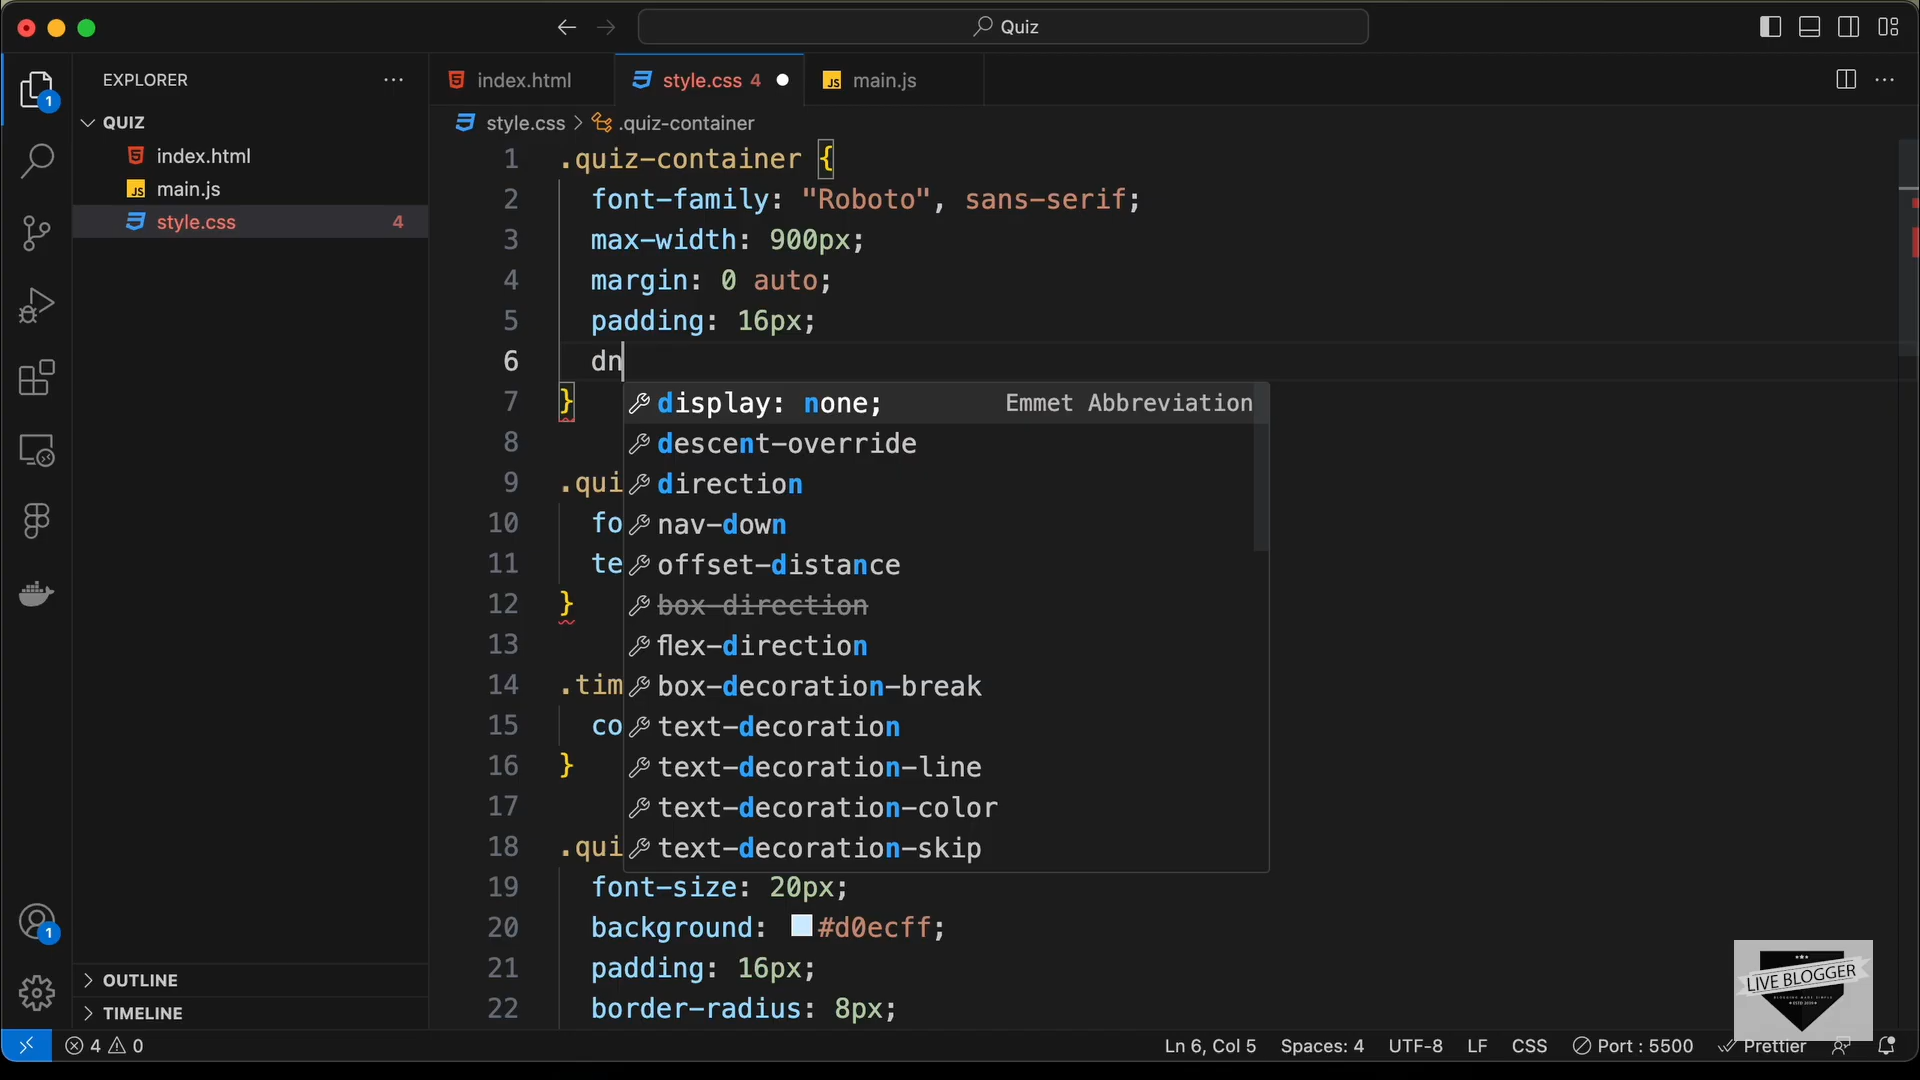 Quiz
EXPLORER
QUIZ
index.html
main.js
style.css 4
OUTLINE
TIMELINE
1
1
index.html
style.css 4
main.js
style.css > .quiz-container
1 .quiz-container {
2 font-family: "Roboto", sans-serif;
3 max-width: 900px;
4 margin: 0 auto;
5 padding: 16px;
6 dn
7 }
8
9 .qui
10 fo
11 te
12 }
13
14 .tim
15 co
16 }
17
18 .qui
19 font-size: 20px;
20 background: #d0ecff;
21 padding: 16px;
22 border-radius: 8px;
display: none; Emmet Abbreviation
descent-override
direction
nav-down
offset-distance
box-direction
flex-direction
box-decoration-break
text-decoration
text-decoration-line
text-decoration-color
text-decoration-skip
LIVE BLOGGER
4 0
Ln 6, Col 5 Spaces: 4 UTF-8 LF CSS Port : 5500 Prettier